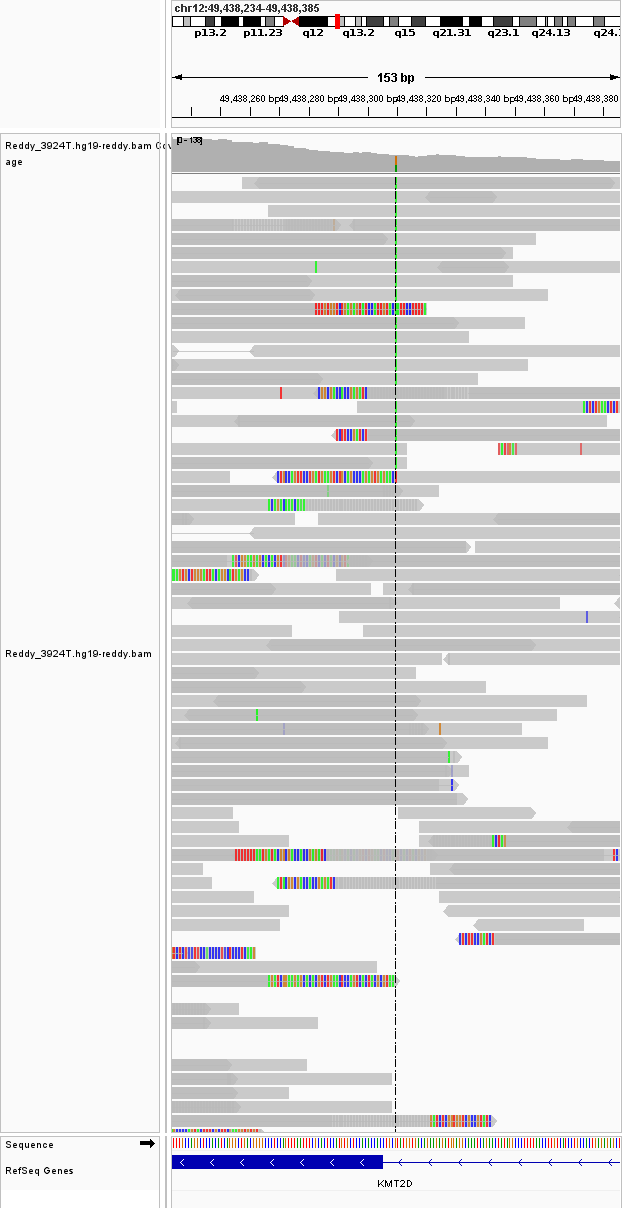 chr12:49,438,234-49,438,385
p13.2 p11.23 q12 q13.2 q15 q21.31 q23.1 q24.13 q24.
153 bp
49,438,260 bp 49,438,280 bp 49,438,300 bp 49,438,320 bp 49,438,340 bp 49,438,360 bp 49,438,380
Reddy_3924T.hg19-reddy.bam Cov
age
[0 - 138]
Reddy_3924T.hg19-reddy.bam
Sequence
RefSeq Genes
KMT2D